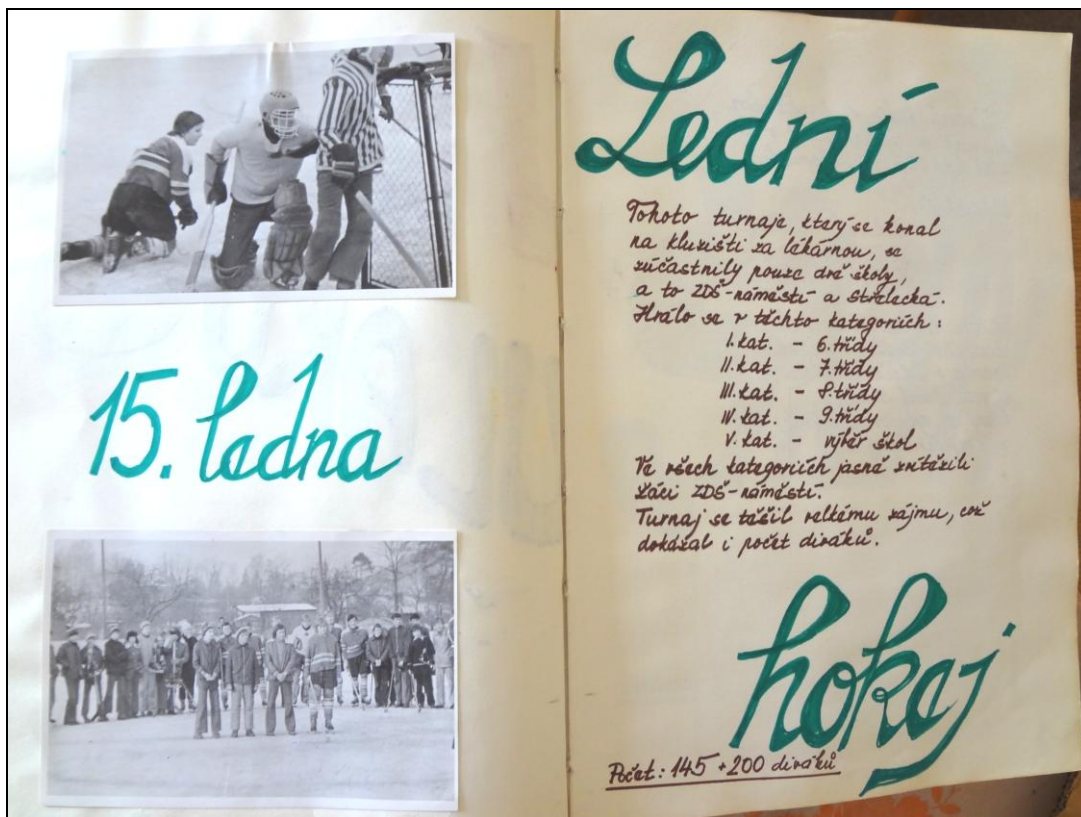 15. ledna
Lední
Tohoto turnaje, který se konal
na kluzišti za lékárnou, se
zúčastnily pouze dvě školy,
a to ZDŠ-náměstí a Střelecká.
Hrálo se v těchto kategoriích:
I. kat. - 6. třídy
II. kat. - 7. třídy
III. kat. - 8. třídy
IV. kat. - 9. třídy
V. kat. - výběr škol
Ve všech kategoriích jasně zvítězili
žáci ZDŠ-náměstí.
Turnaj se těšil velkému zájmu, což
dokázal i počet diváků.
hokej
Počet: 145 + 200 diváků